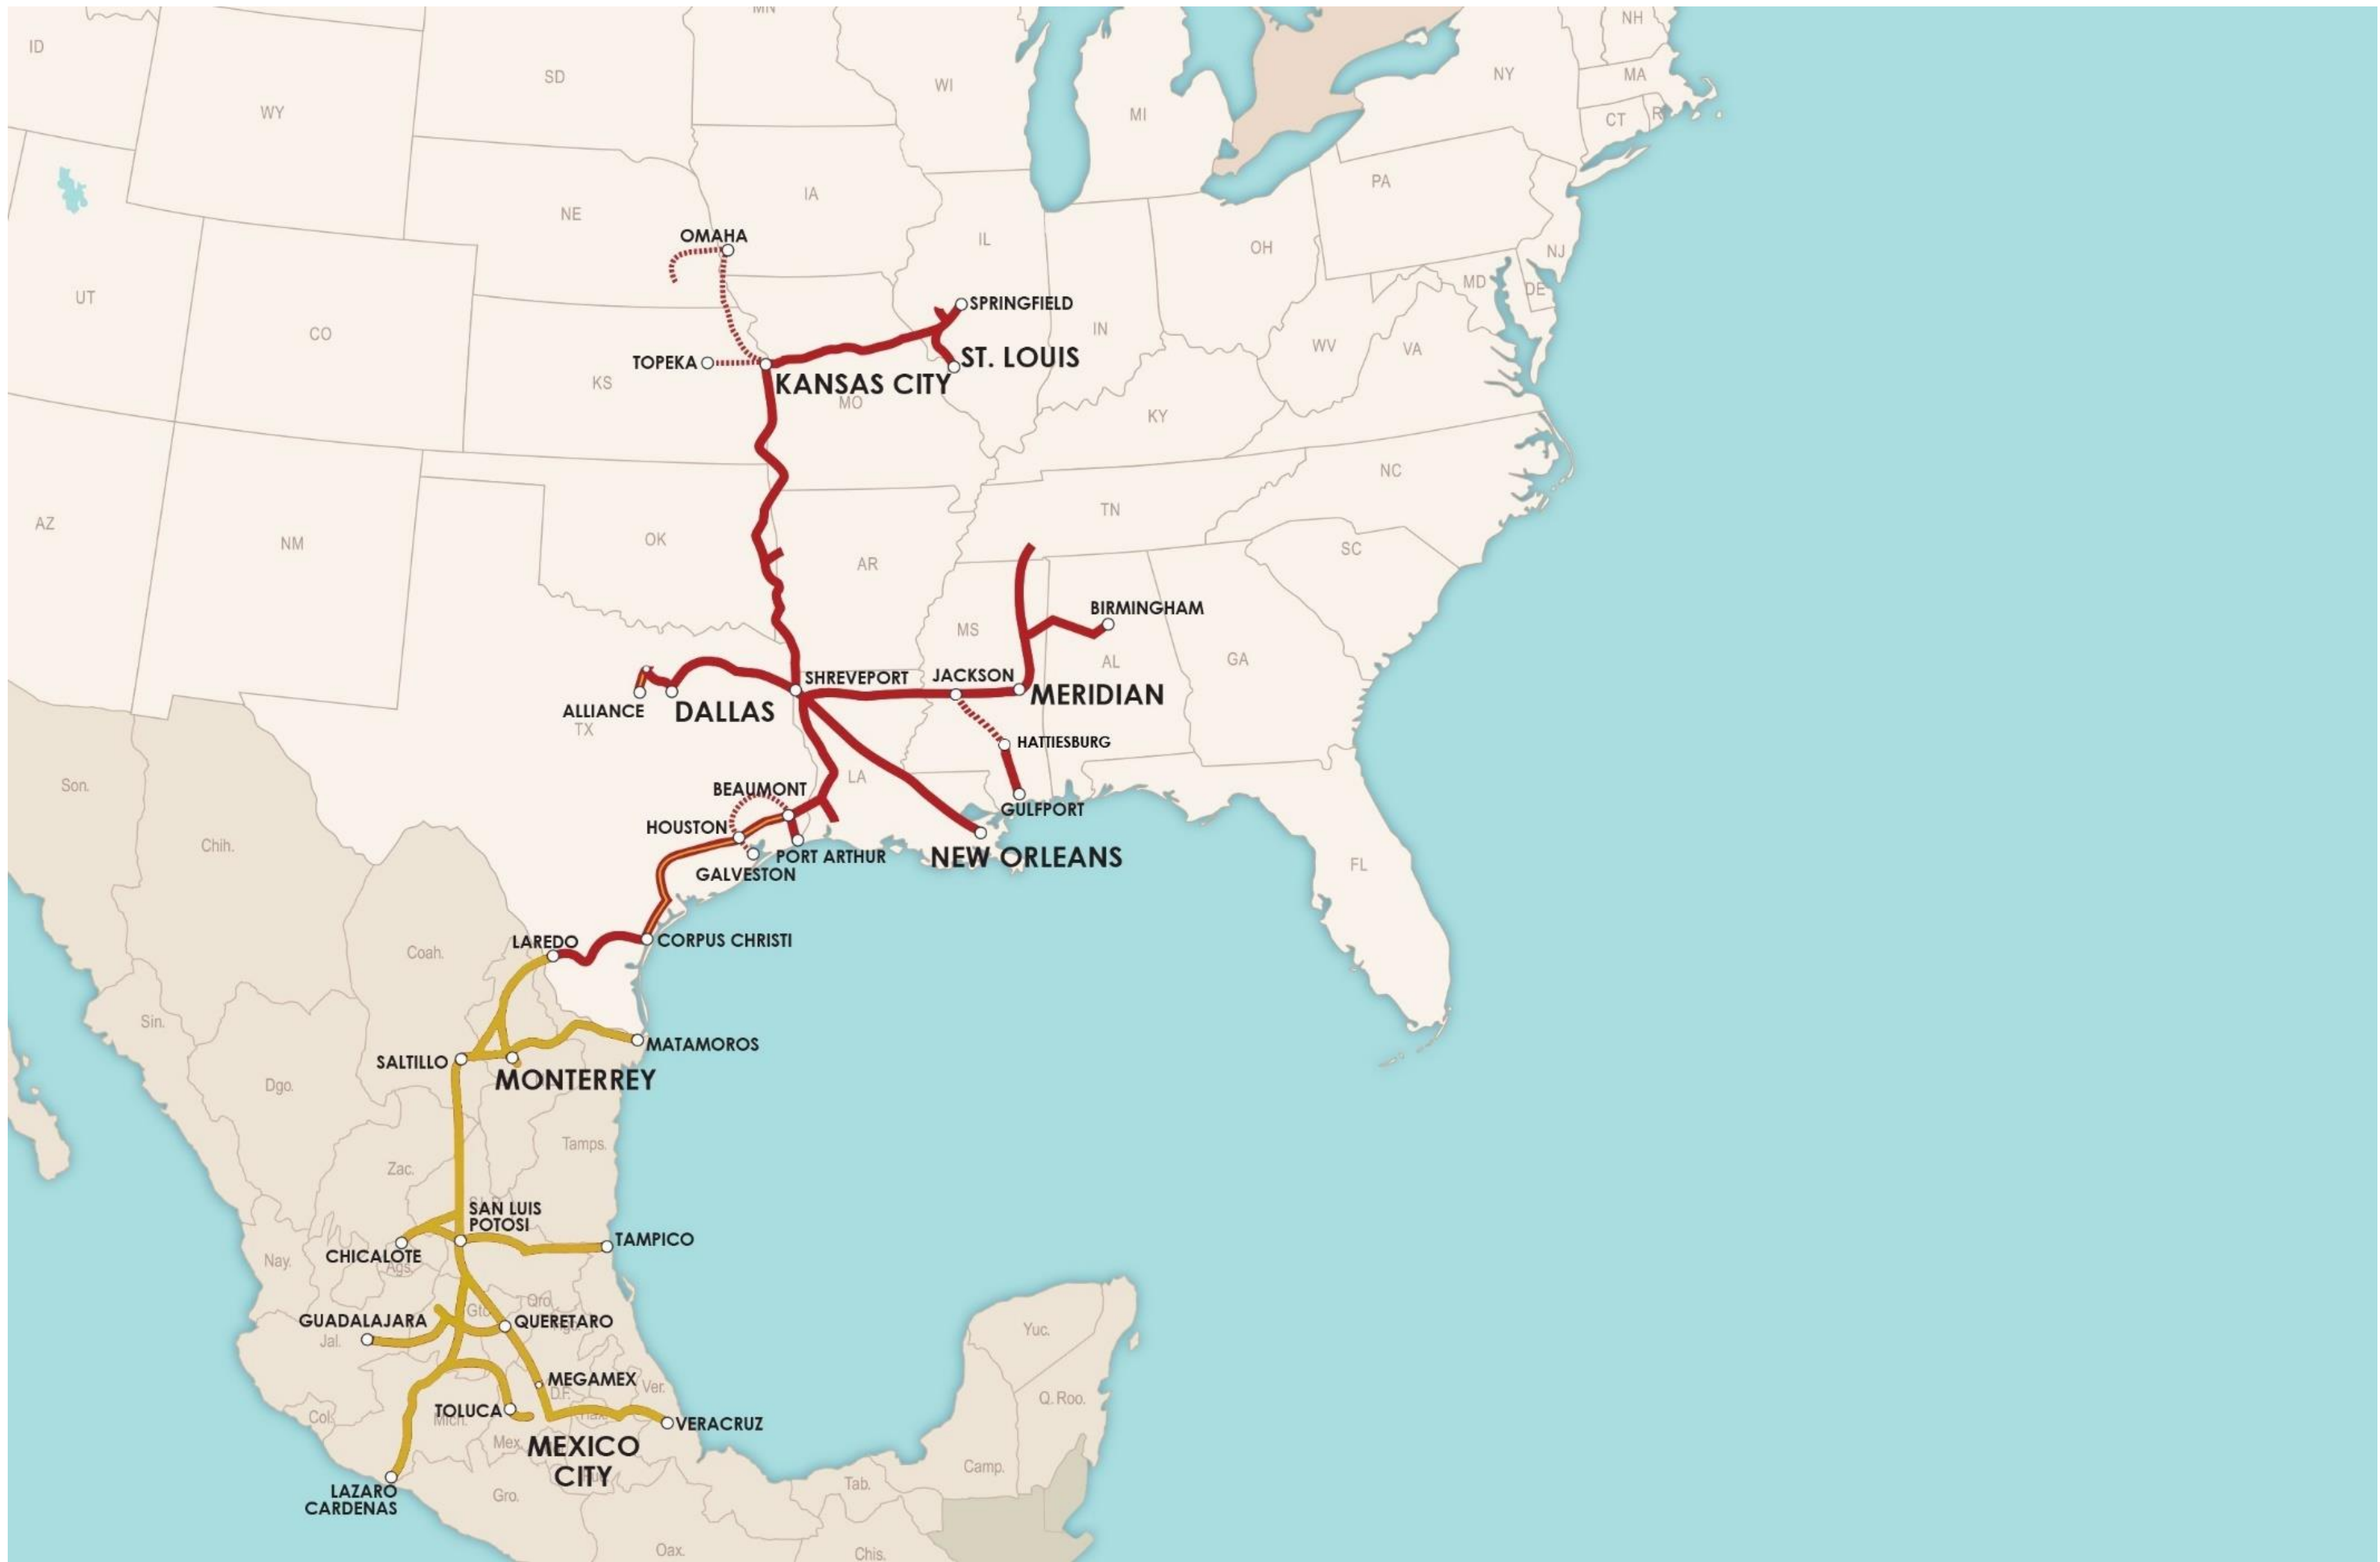 MN
NH
ID
SD
NY
MA
WY
WI
MI
CT
IA
PA
NE
OMAHA
IL
OH
NJ
MD
DE
UT
CO
SPRINGFIELD
IN
WV
VA
TOPEKA
ST. LOUIS
KS
KANSAS CITY
MO
KY
NC
AZ
NM
OK
TN
AR
SC
BIRMINGHAM
MS
AL
GA
SHREVEPORT
JACKSON
MERIDIAN
ALLIANCE
DALLAS
TX
HATTIESBURG
LA
Son.
BEAUMONT
GULFPORT
HOUSTON
Chih.
PORT ARTHUR
NEW ORLEANS
FL
GALVESTON
LAREDO
CORPUS CHRISTI
Coah.
Sin.
MATAMOROS
SALTILLO
MONTERREY
Dgo.
Tamps.
Zac.
SAN LUIS
POTOSI
TAMPICO
CHICALOTE
Nay.
Ags.
Qro.
Gto.
GUADALAJARA
QUERETARO
Jal.
Yuc.
MEGAMEX
Ver.
D.F.
Q. Roo.
TOLUCA
Col.
Mich.
VERACRUZ
Mex.
MEXICO
CITY
Camp.
Tab.
LAZARO
CARDENAS
Gro.
Oax.
Chis.